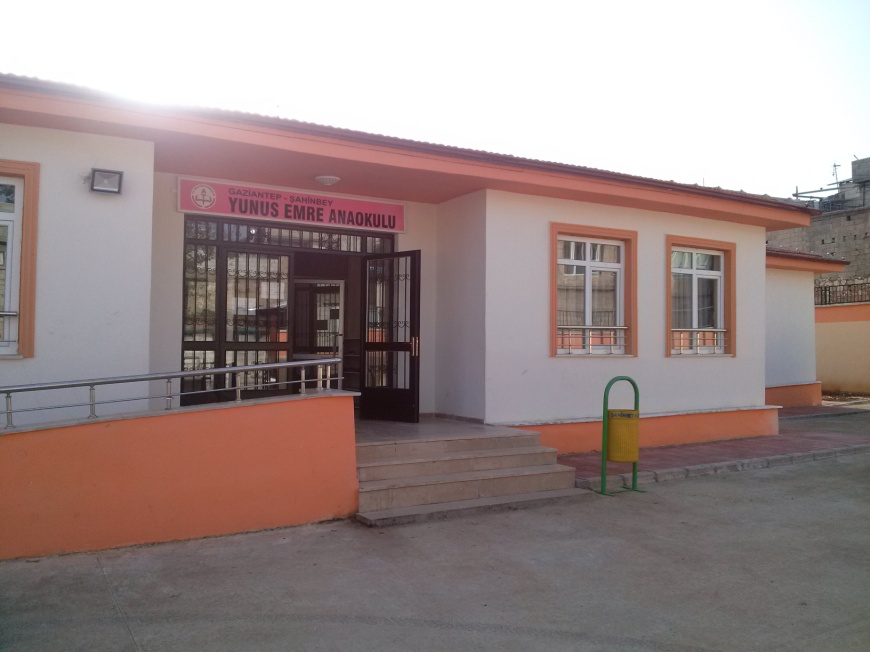 GAZİANTEP - ŞAHİNBEY
YUNUS EMRE ANAOKULU